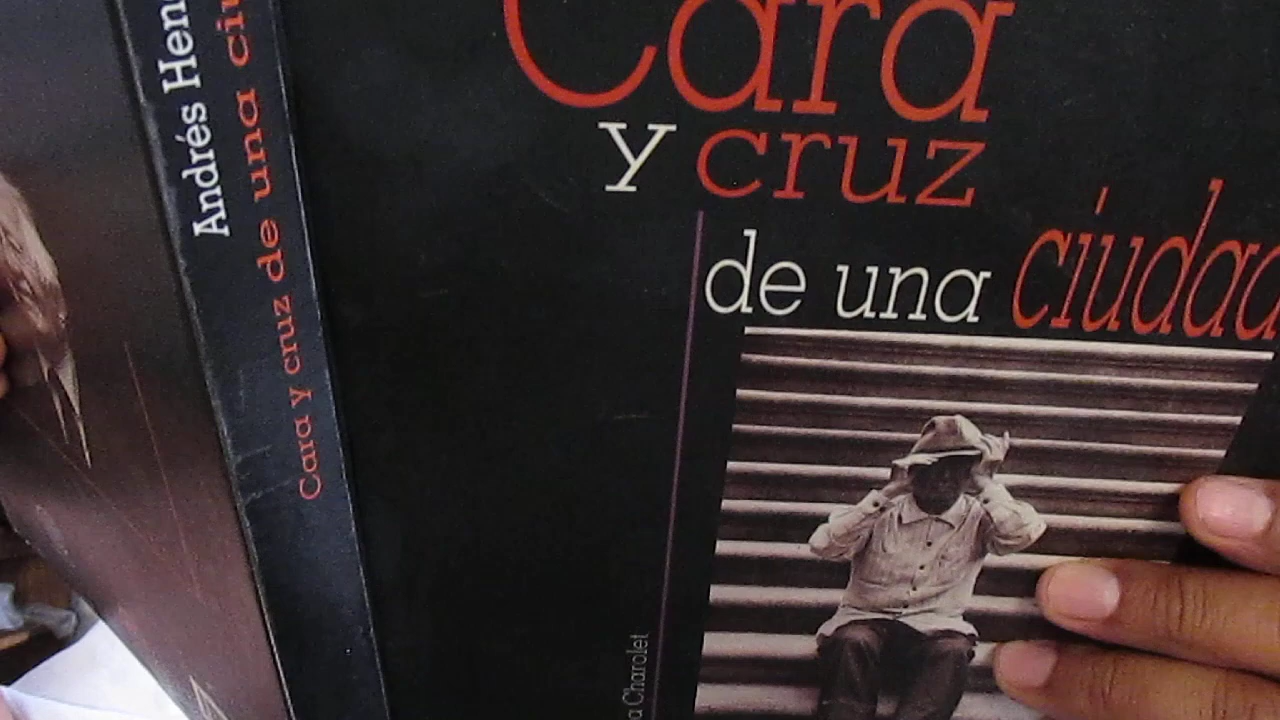 Andrés Hen
Cara y cruz de una ciu
Cara
y cruz
de una ciudad
a Charolet